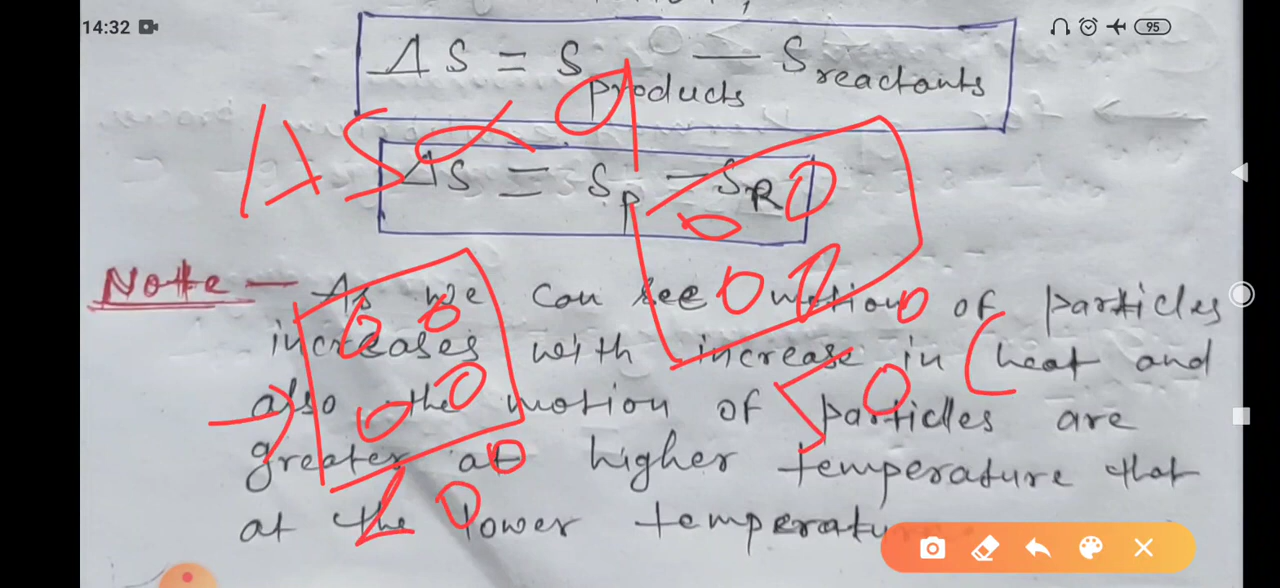 14:32
95
ΔS = S products — S reactants
ΔS
ΔS = Sp — SR
Note — As we can see motion of particles
increases with increase in heat and
also the motion of particles are
greater at higher temperature that
at the lower